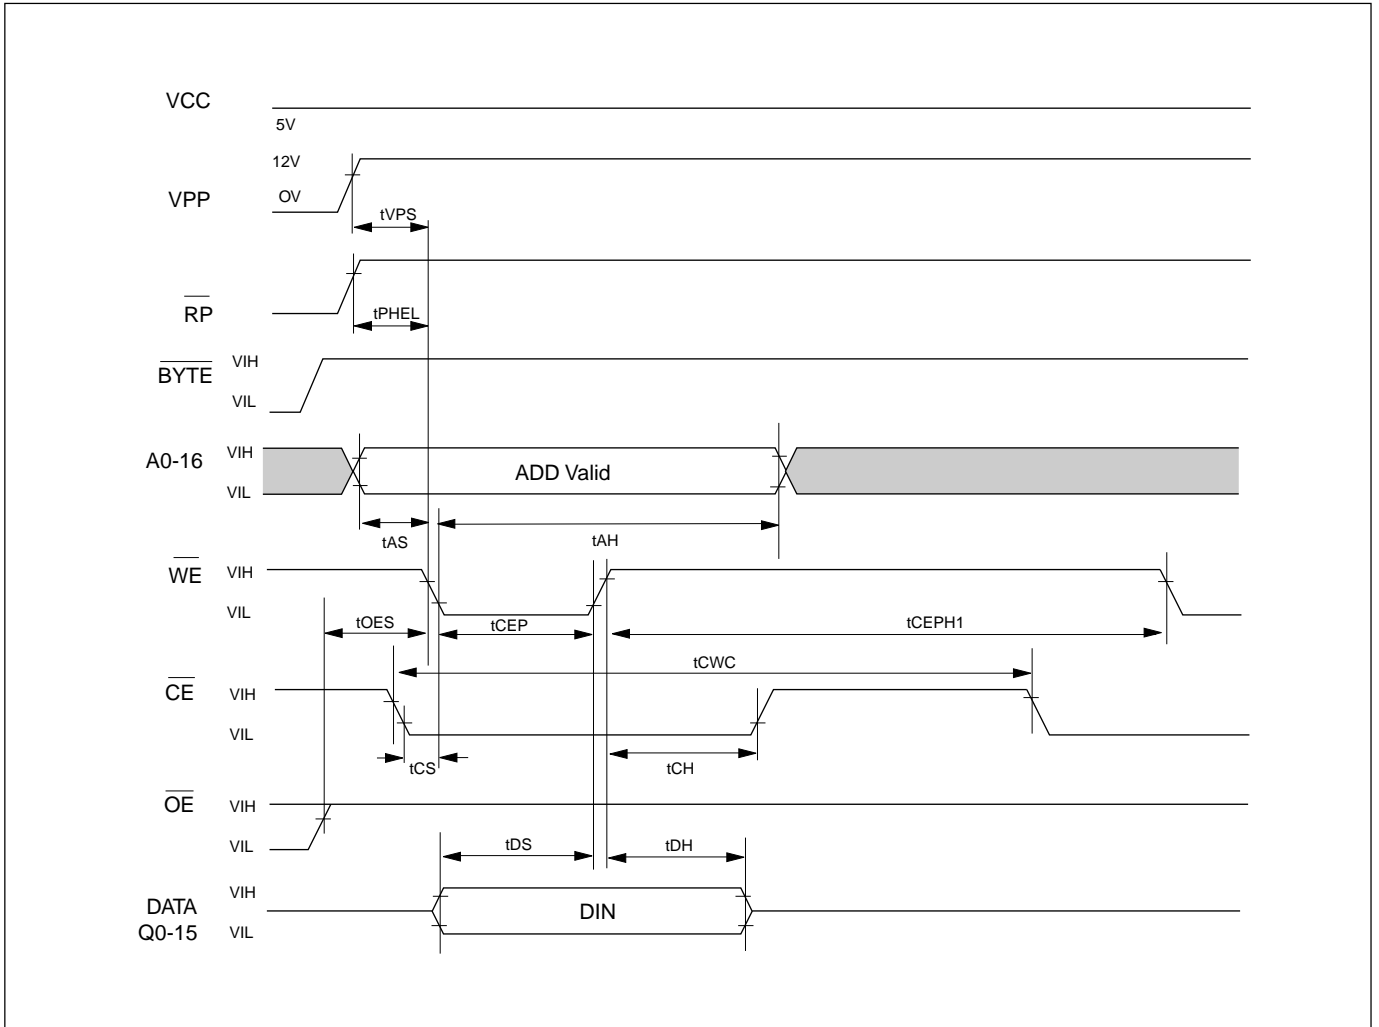 VCC
5V
12V
VPP
OV
tVPS
RP
tPHEL
BYTE
VIH
VIL
A0-16
VIH
VIL
ADD Valid
tAS
tAH
WE
VIH
VIL
tOES
tCEP
tCEPH1
tCWC
CE
VIH
VIL
tCS
tCH
OE
VIH
VIL
tDS
tDH
DATA
Q0-15
VIH
VIL
DIN